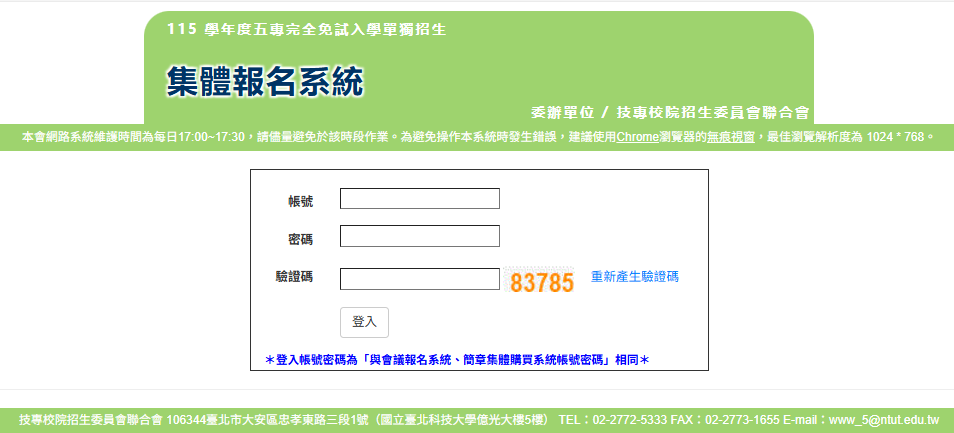 115 學年度五專完全免試入學單獨招生
集體報名系統
委辦單位 / 技專校院招生委員會聯合會
本會網路系統維護時間為每日17:00~17:30，請儘量避免於該時段作業。為避免操作本系統時發生錯誤，建議使用Chrome瀏覽器的無痕視窗，最佳瀏覽解析度為 1024 * 768。
帳號
密碼
驗證碼 83785 重新產生驗證碼
登入
＊登入帳號密碼為「與會議報名系統、簡章集體購買系統帳號密碼」相同＊
技專校院招生委員會聯合會 106344臺北市大安區忠孝東路三段1號（國立臺北科技大學億光大樓5樓） TEL：02-2772-5333 FAX：02-2773-1655 E-mail：www_5@ntut.edu.tw